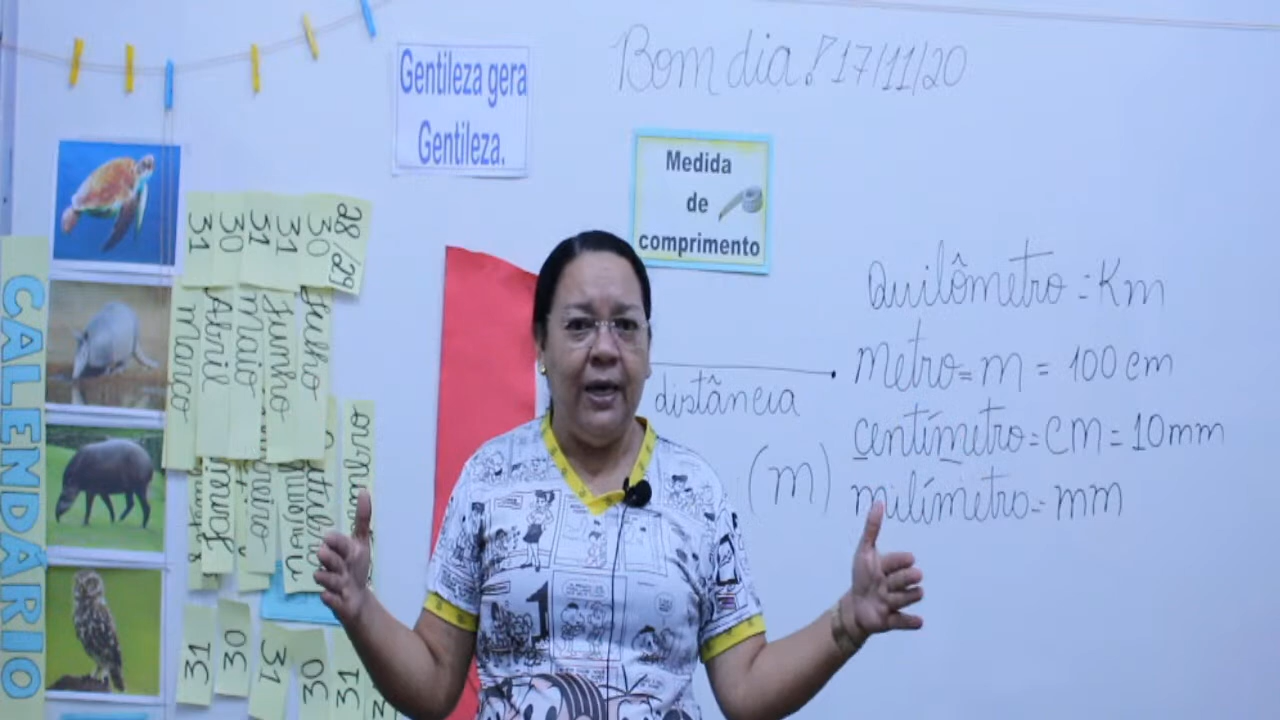 Bom dia! 17/11/20
Gentileza gera
Gentileza.
Medida
de
comprimento
Quilômetro = Km
metro = m = 100 cm
centímetro = cm = 10 mm
milímetro = mm
distância
(m)
CALENDÁRIO
31
30
31
31
30
28/29
Março
Abril
Maio
Junho
Julho
31
30
31
30
31